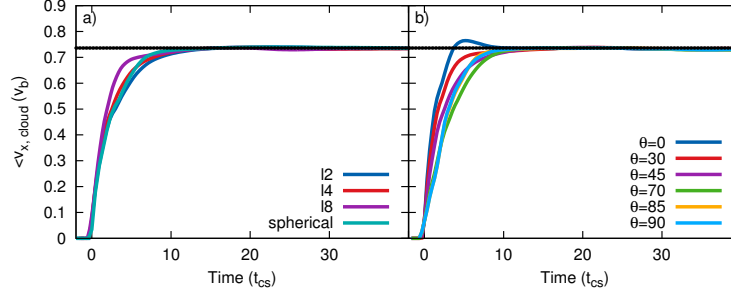 a)
b)
<v_x, cloud (v_b)
1
0.9
0.8
0.7
0.6
0.5
0.4
0.3
0.2
0.1
0
l2
l4
l8
spherical
θ=0
θ=30
θ=45
θ=70
θ=85
θ=90
0 10 20 30
0 10 20 30
Time (t_cs)
Time (t_cs)